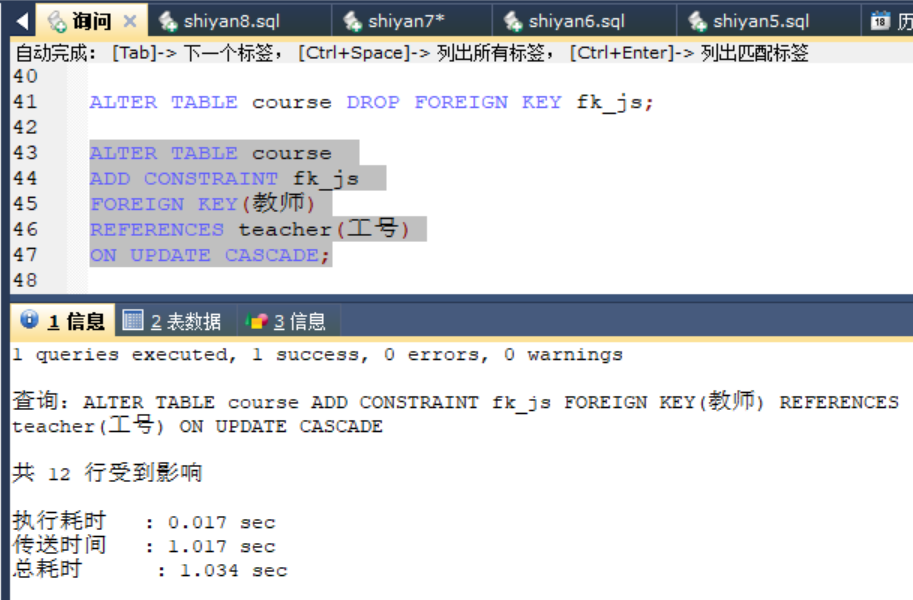 询问 shiyan8.sql shiyan7* shiyan6.sql shiyan5.sql 18 历
自动完成： [Tab]-> 下一个标签， [Ctrl+Space]-> 列出所有标签， [Ctrl+Enter]-> 列出匹配标签
40
41 ALTER TABLE course DROP FOREIGN KEY fk_js;
42
43 ALTER TABLE course
44 ADD CONSTRAINT fk_js
45 FOREIGN KEY(教师)
46 REFERENCES teacher(工号)
47 ON UPDATE CASCADE;
48
1 信息 2 表数据 3 信息
1 queries executed, 1 success, 0 errors, 0 warnings
查询: ALTER TABLE course ADD CONSTRAINT fk_js FOREIGN KEY(教师) REFERENCES
teacher(工号) ON UPDATE CASCADE
共 12 行受到影响
执行耗时 : 0.017 sec
传送时间 : 1.017 sec
总耗时 : 1.034 sec